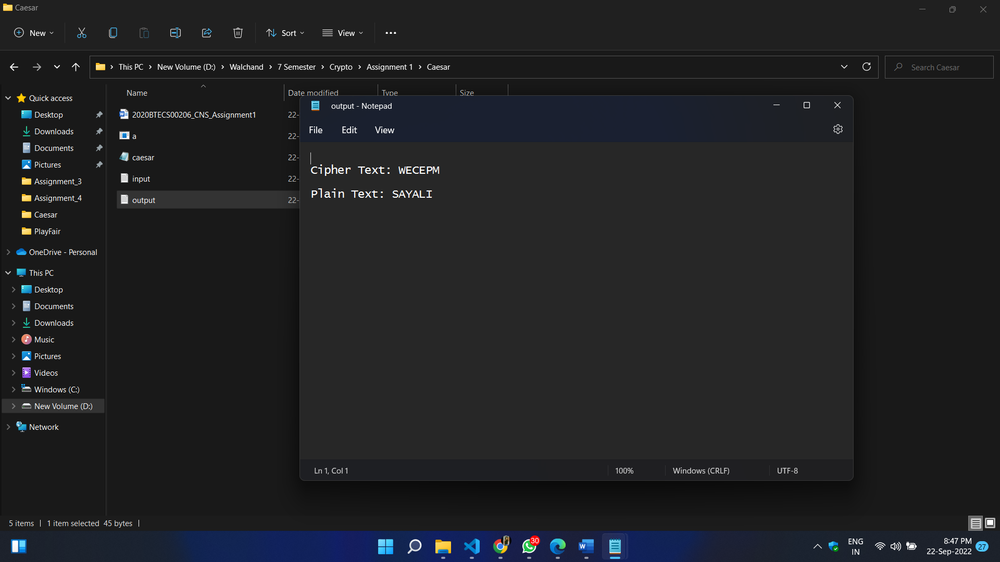 Caesar
New
Sort
View
This PC > New Volume (D:) > Walchand > 7 Semester > Crypto > Assignment 1 > Caesar
Search Caesar
Name
Date modified
Type
Size
Quick access
Desktop
Downloads
Documents
Pictures
Assignment_3
Assignment_4
Caesar
PlayFair
OneDrive - Personal
This PC
Desktop
Documents
Downloads
Music
Pictures
Videos
Windows (C:)
New Volume (D:)
Network
2020BTECS00206_CNS_Assignment1
22-
a
22-
caesar
22-
input
22-
output
22-
output - Notepad
File Edit View
Cipher Text: WECEPM
Plain Text: SAYALI
Ln 1, Col 1
100%
Windows (CRLF)
UTF-8
5 items
1 item selected 45 bytes
30
ENG
IN
8:47 PM
22-Sep-2022
27